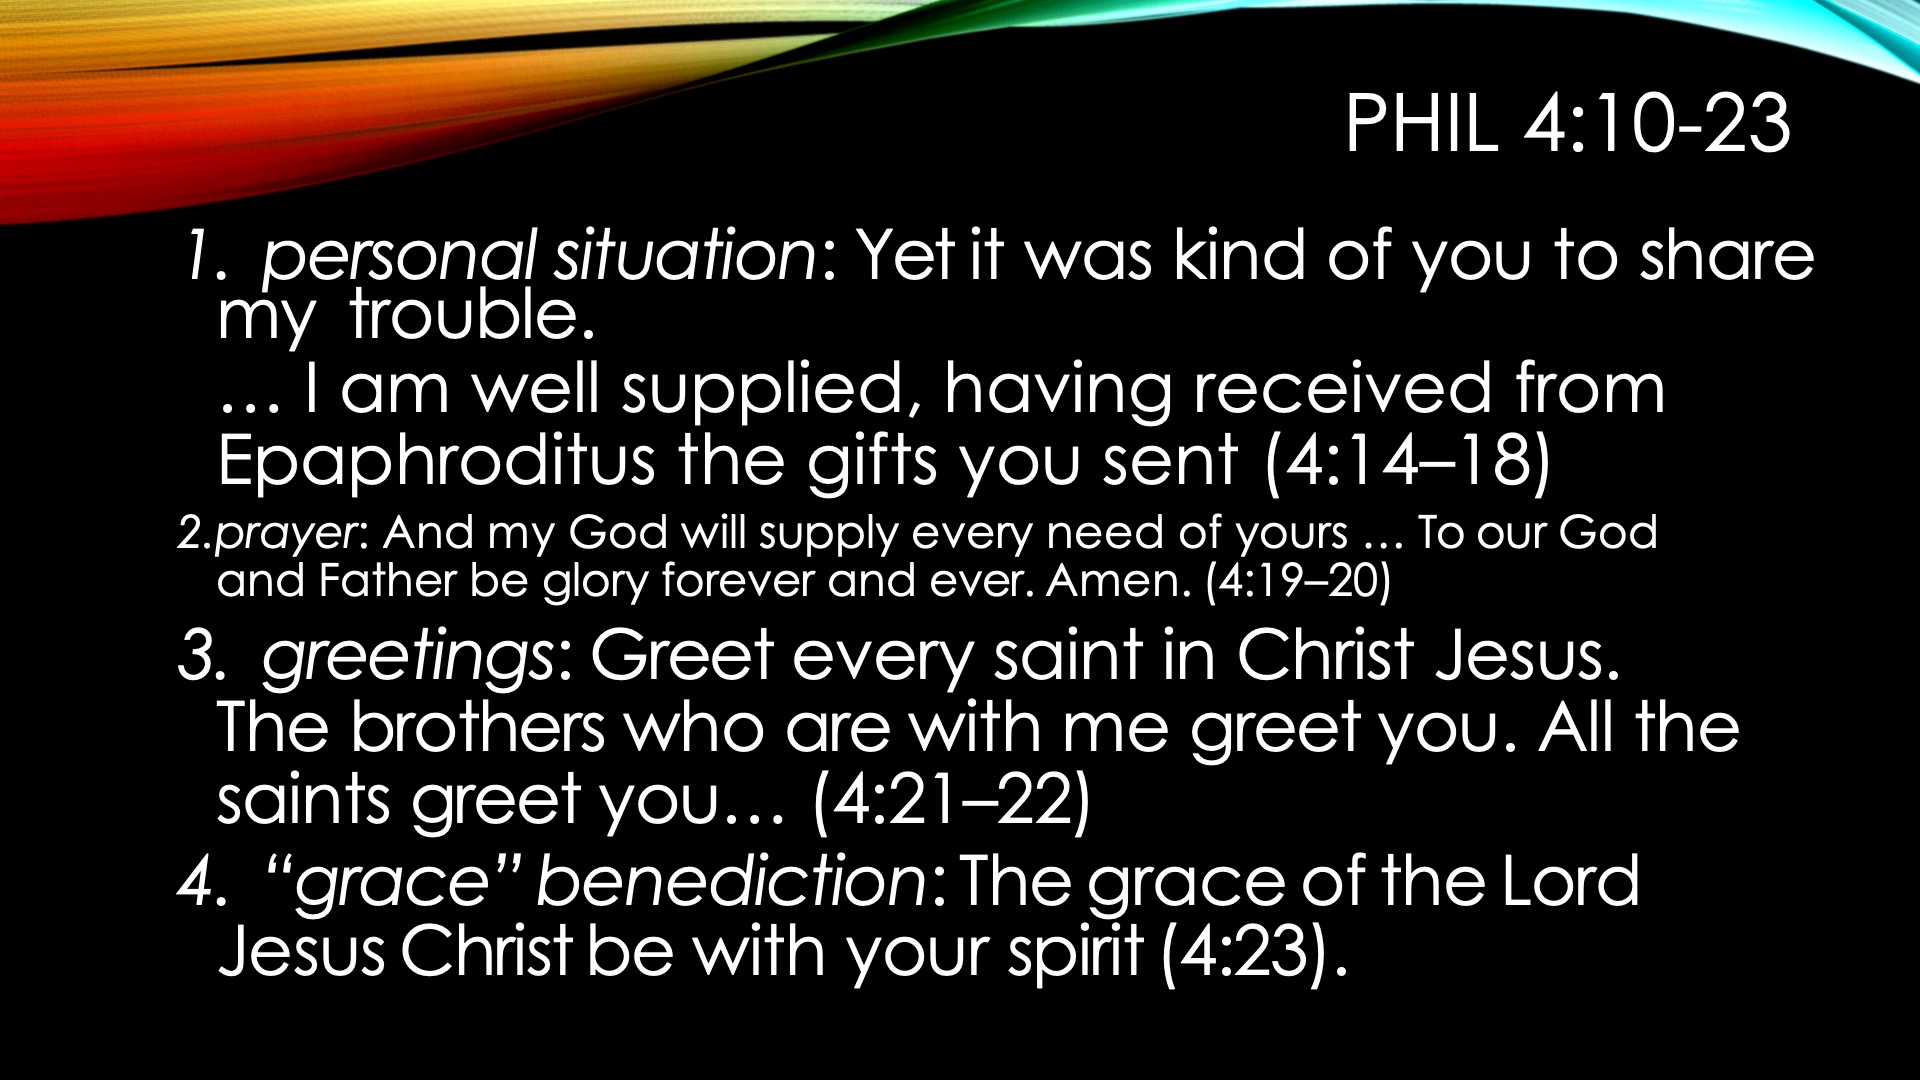 PHIL 4:10-23
1. personal situation: Yet it was kind of you to share
my trouble.
… I am well supplied, having received from
Epaphroditus the gifts you sent (4:14–18)
2.prayer: And my God will supply every need of yours … To our God
and Father be glory forever and ever. Amen. (4:19–20)
3. greetings: Greet every saint in Christ Jesus.
The brothers who are with me greet you. All the
saints greet you… (4:21–22)
4. “grace” benediction: The grace of the Lord
Jesus Christ be with your spirit (4:23).